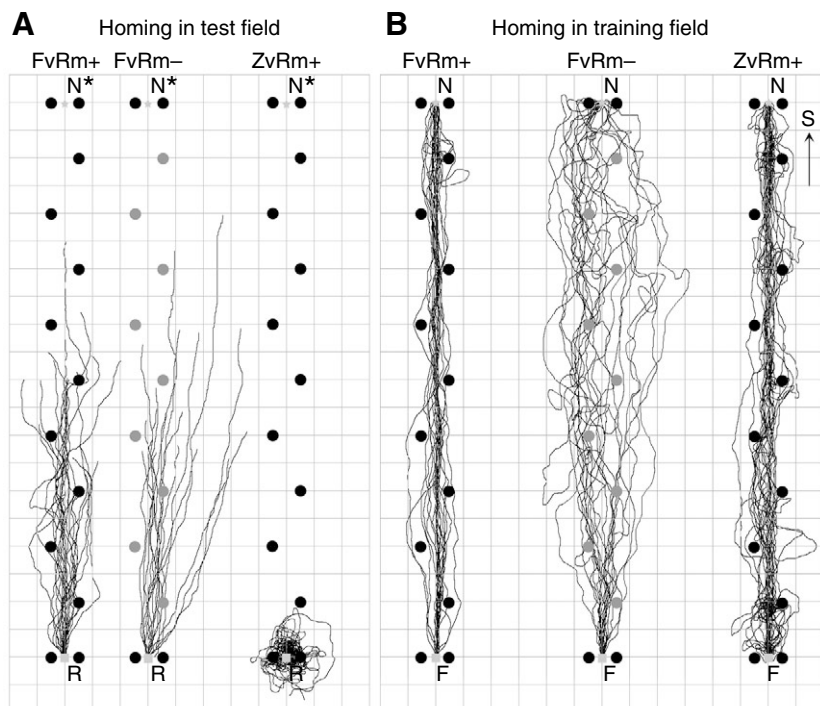 A Homing in test field
B Homing in training field
FvRm+ FvRm– ZvRm+
FvRm+ FvRm– ZvRm+
N* N* N*
N N N
S
R R R
F F F